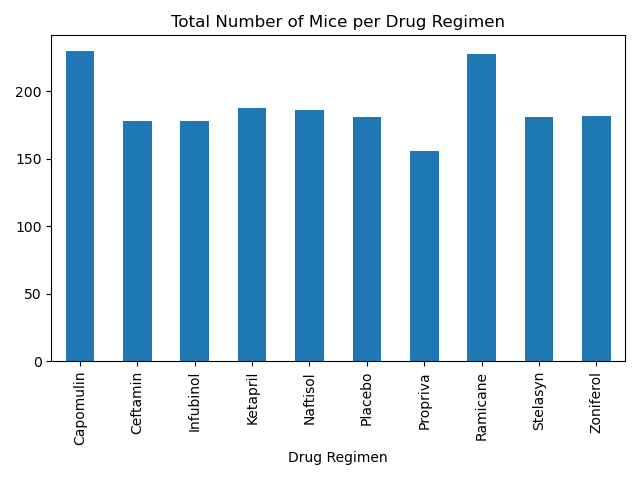 Total Number of Mice per Drug Regimen
200
150
100
50
0
Capomulin
Ceftamin
Infubinol
Ketapril
Naftisol
Placebo
Propriva
Ramicane
Stelasyn
Zoniferol
Drug Regimen